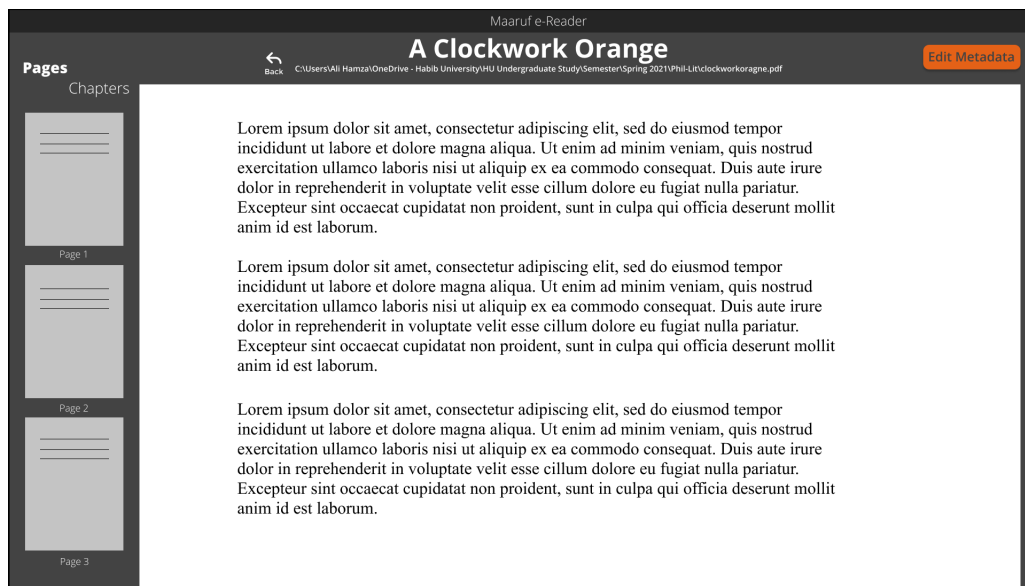 Maaruf e-Reader
A Clockwork Orange
Back
C:\Users\Ali Hamza\OneDrive - Habib University\HU Undergraduate Study\Semester\Spring 2021\Phil-Lit\clockworkoragne.pdf
Edit Metadata
Pages
Chapters
Page 1
Page 2
Page 3
Lorem ipsum dolor sit amet, consectetur adipiscing elit, sed do eiusmod tempor
incididunt ut labore et dolore magna aliqua. Ut enim ad minim veniam, quis nostrud
exercitation ullamco laboris nisi ut aliquip ex ea commodo consequat. Duis aute irure
dolor in reprehenderit in voluptate velit esse cillum dolore eu fugiat nulla pariatur.
Excepteur sint occaecat cupidatat non proident, sunt in culpa qui officia deserunt mollit
anim id est laborum.
Lorem ipsum dolor sit amet, consectetur adipiscing elit, sed do eiusmod tempor
incididunt ut labore et dolore magna aliqua. Ut enim ad minim veniam, quis nostrud
exercitation ullamco laboris nisi ut aliquip ex ea commodo consequat. Duis aute irure
dolor in reprehenderit in voluptate velit esse cillum dolore eu fugiat nulla pariatur.
Excepteur sint occaecat cupidatat non proident, sunt in culpa qui officia deserunt mollit
anim id est laborum.
Lorem ipsum dolor sit amet, consectetur adipiscing elit, sed do eiusmod tempor
incididunt ut labore et dolore magna aliqua. Ut enim ad minim veniam, quis nostrud
exercitation ullamco laboris nisi ut aliquip ex ea commodo consequat. Duis aute irure
dolor in reprehenderit in voluptate velit esse cillum dolore eu fugiat nulla pariatur.
Excepteur sint occaecat cupidatat non proident, sunt in culpa qui officia deserunt mollit
anim id est laborum.